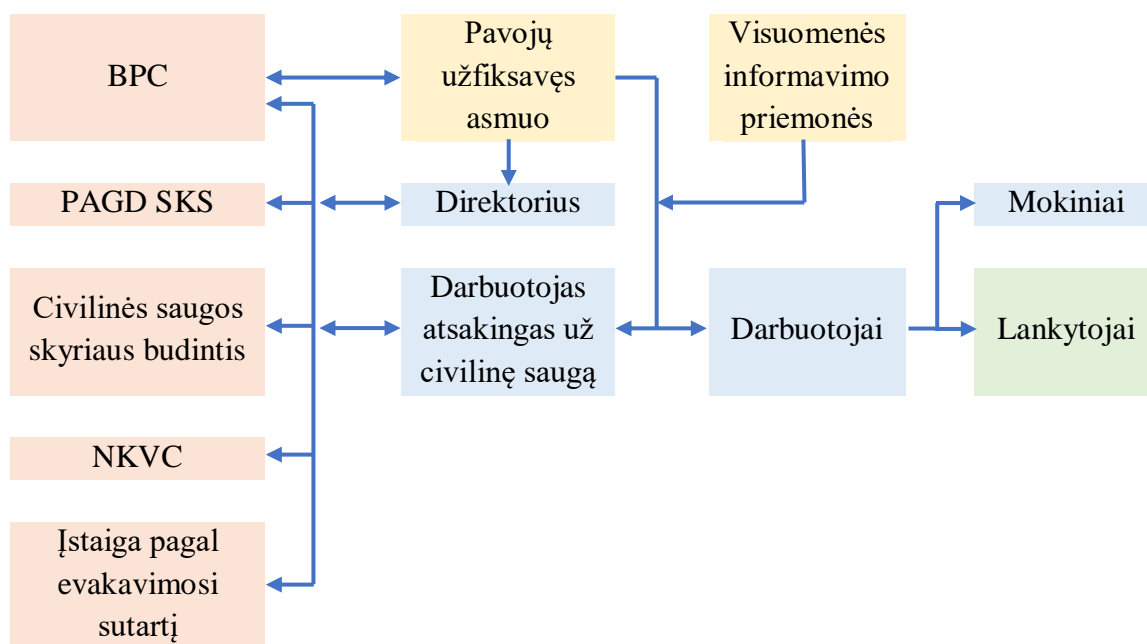 BPC
Pavojų
užfiksavęs
asmuo
Visuomenės
informavimo
priemonės
PAGD SKS
Direktorius
Mokiniai
Civilinės saugos
skyriaus budintis
Darbuotojas
atsakingas už
civilinę saugą
Darbuotojai
Lankytojai
NKVC
Įstaiga pagal
evakavimosi
sutartį